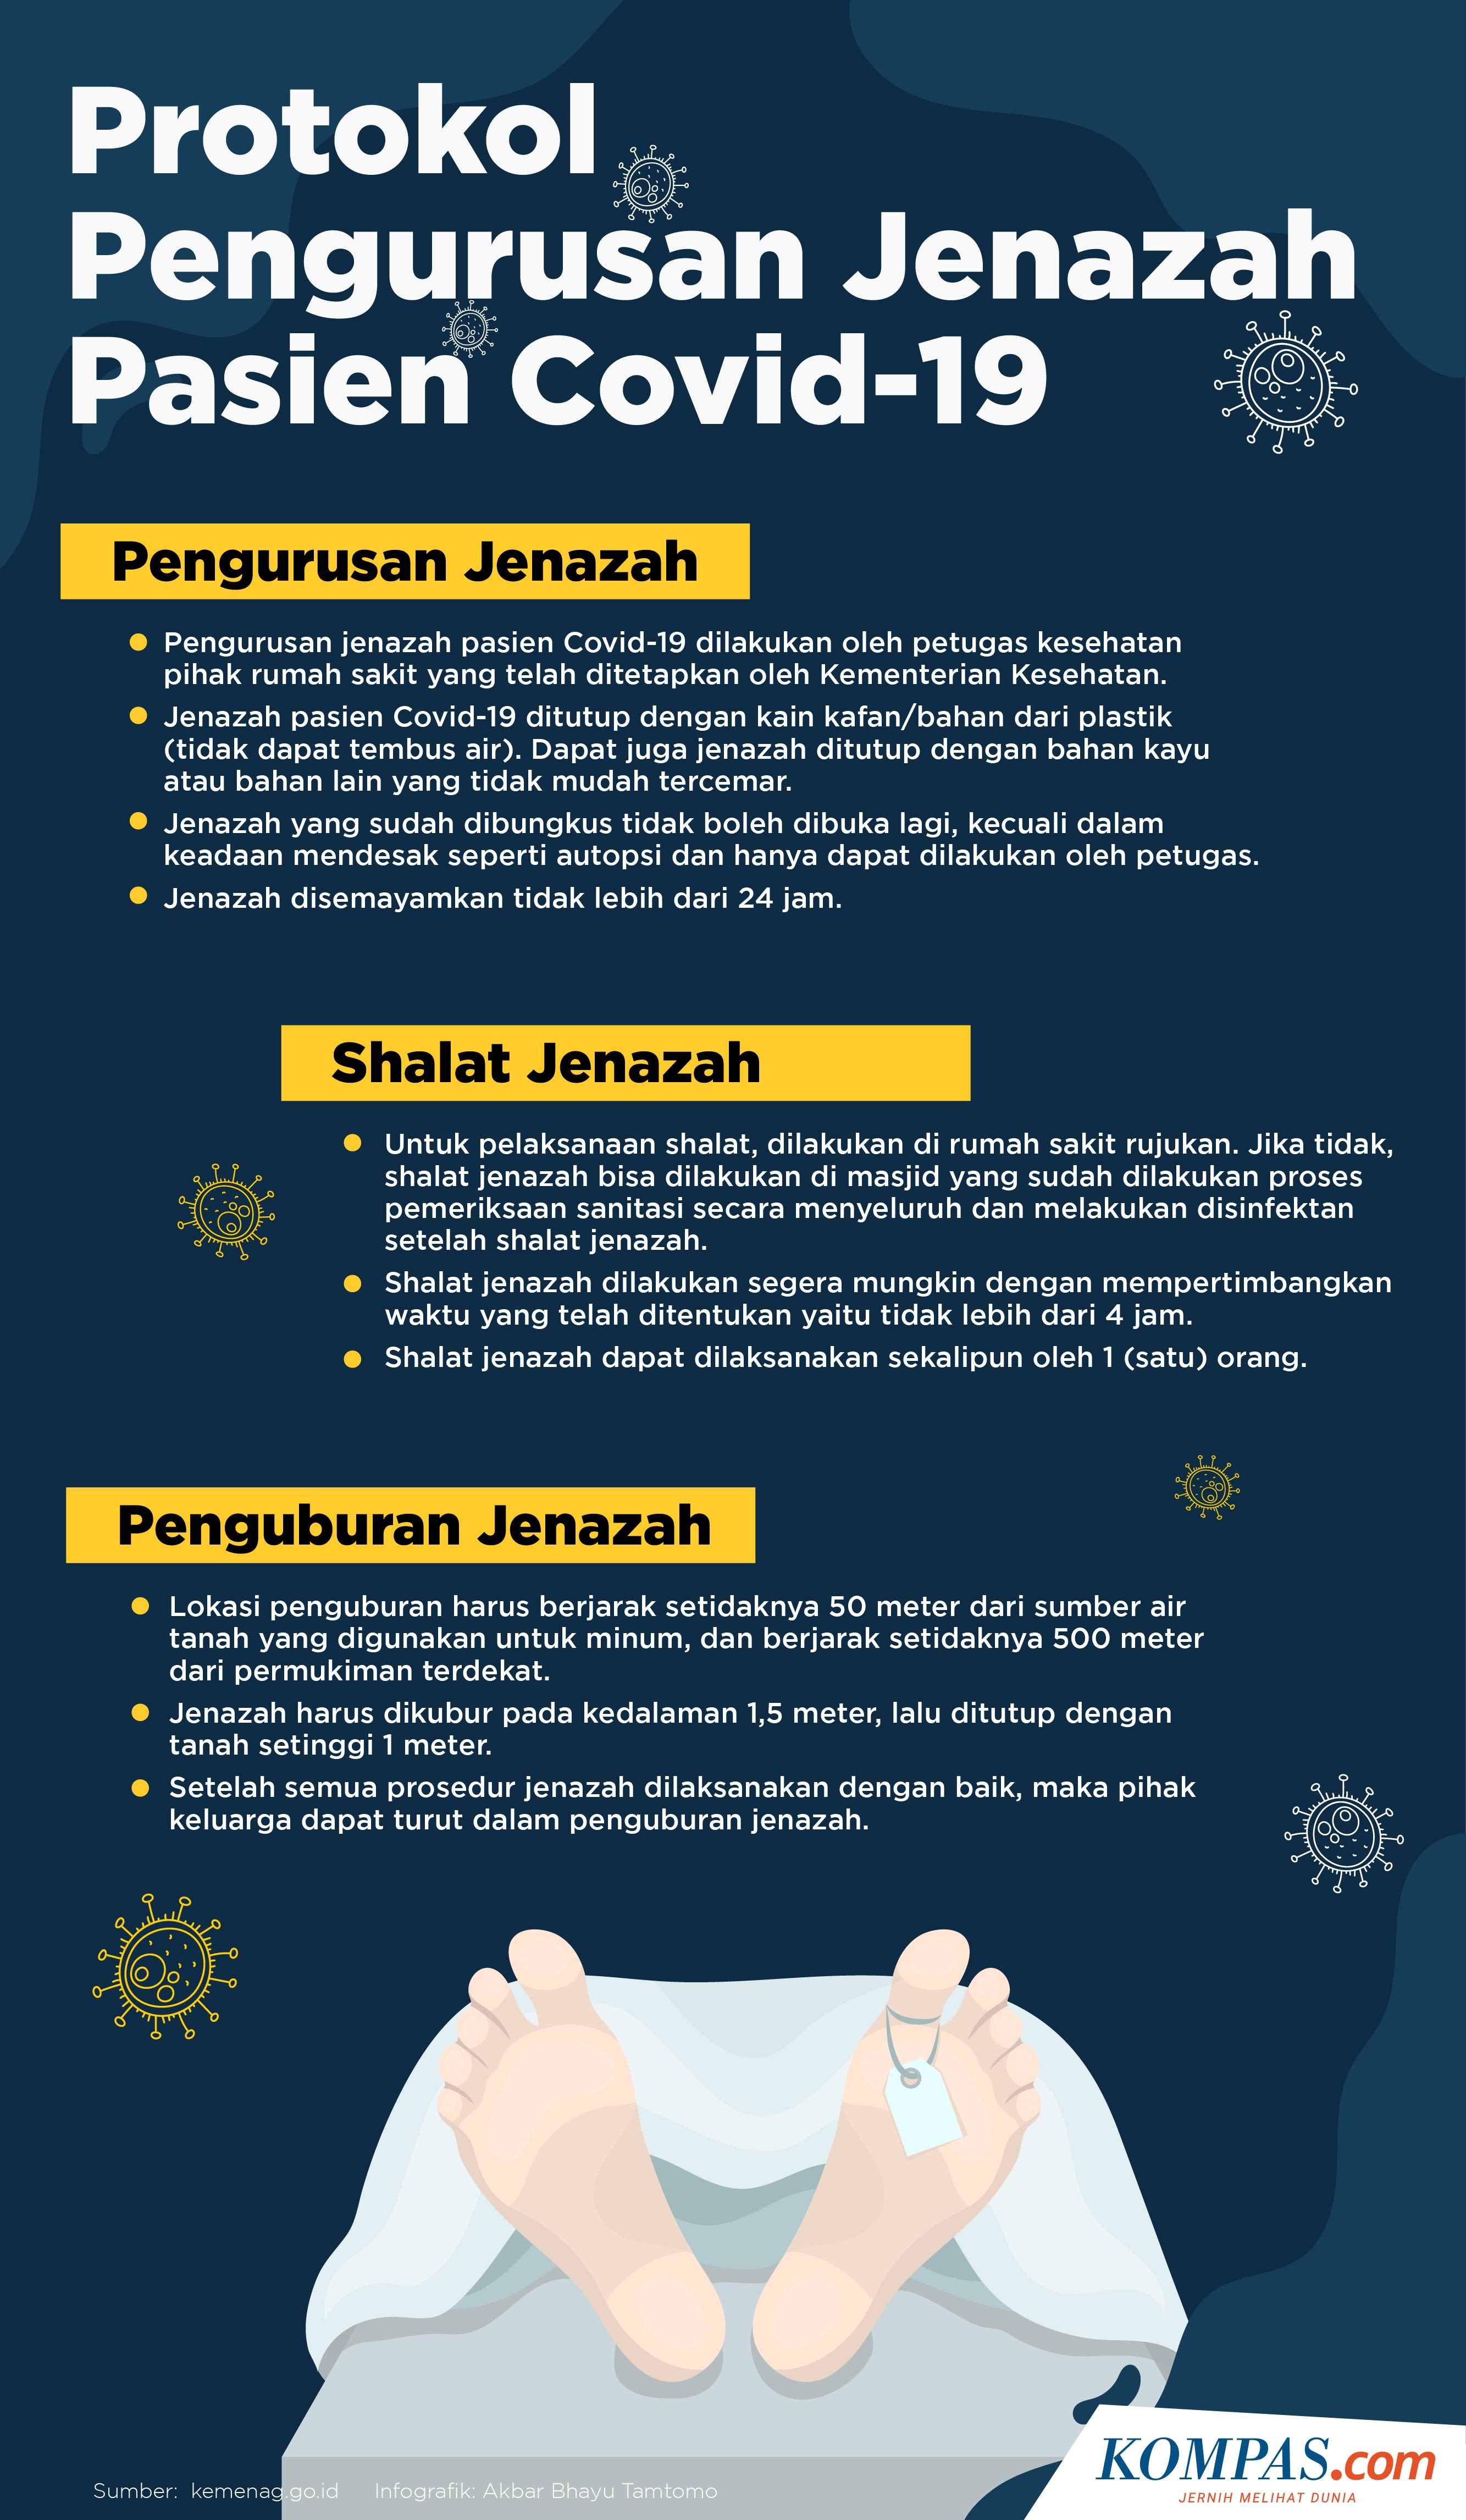 Protokol
Pengurusan Jenazah
Pasien Covid-19
Pengurusan Jenazah
Pengurusan jenazah pasien Covid-19 dilakukan oleh petugas kesehatan
pihak rumah sakit yang telah ditetapkan oleh Kementerian Kesehatan.
Jenazah pasien Covid-19 ditutup dengan kain kafan/bahan dari plastik
(tidak dapat tembus air). Dapat juga jenazah ditutup dengan bahan kayu
atau bahan lain yang tidak mudah tercemar.
Jenazah yang sudah dibungkus tidak boleh dibuka lagi, kecuali dalam
keadaan mendesak seperti autopsi dan hanya dapat dilakukan oleh petugas.
Jenazah disemayamkan tidak lebih dari 24 jam.
Shalat Jenazah
Untuk pelaksanaan shalat, dilakukan di rumah sakit rujukan. Jika tidak,
shalat jenazah bisa dilakukan di masjid yang sudah dilakukan proses
pemeriksaan sanitasi secara menyeluruh dan melakukan disinfektan
setelah shalat jenazah.
Shalat jenazah dilakukan segera mungkin dengan mempertimbangkan
waktu yang telah ditentukan yaitu tidak lebih dari 4 jam.
Shalat jenazah dapat dilaksanakan sekalipun oleh 1 (satu) orang.
Penguburan Jenazah
Lokasi penguburan harus berjarak setidaknya 50 meter dari sumber air
tanah yang digunakan untuk minum, dan berjarak setidaknya 500 meter
dari permukiman terdekat.
Jenazah harus dikubur pada kedalaman 1,5 meter, lalu ditutup dengan
tanah setinggi 1 meter.
Setelah semua prosedur jenazah dilaksanakan dengan baik, maka pihak
keluarga dapat turut dalam penguburan jenazah.
Sumber: kemenag.go.id Infografik: Akbar Bhayu Tamtomo
KOMPAS.com
JERNIH MELIHAT DUNIA